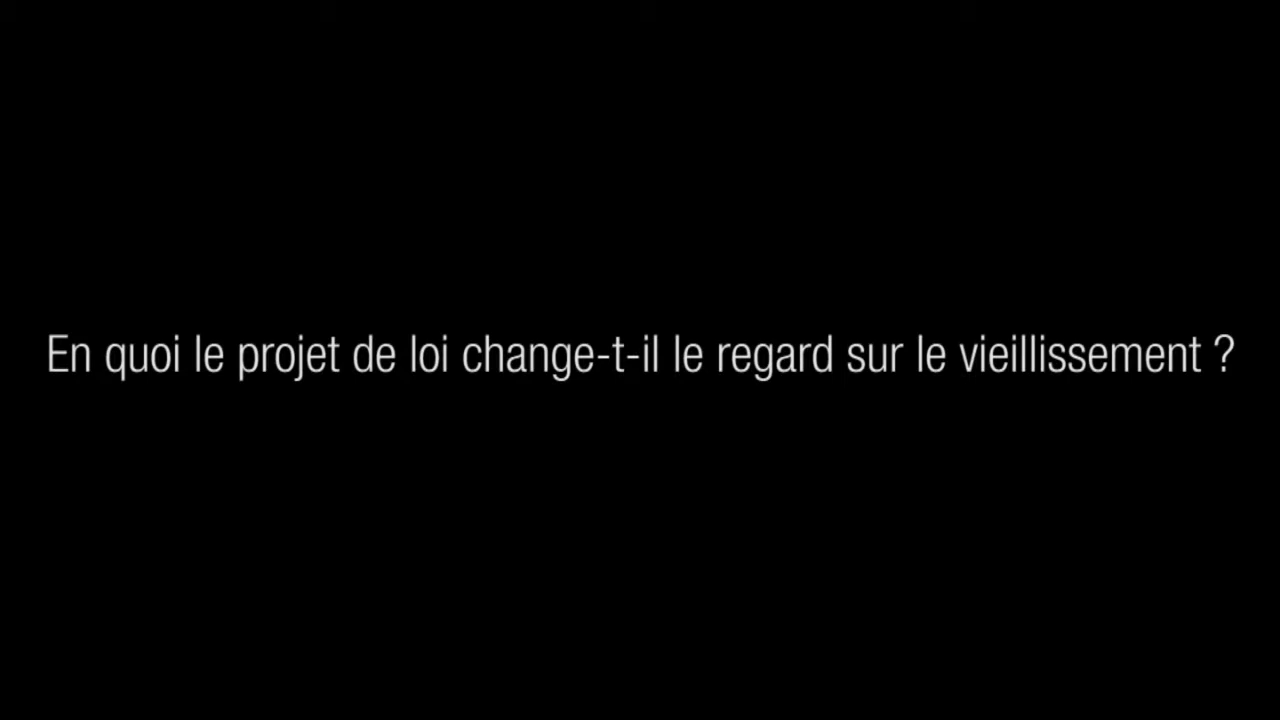 En quoi le projet de loi change-t-il le regard sur le vieillissement ?